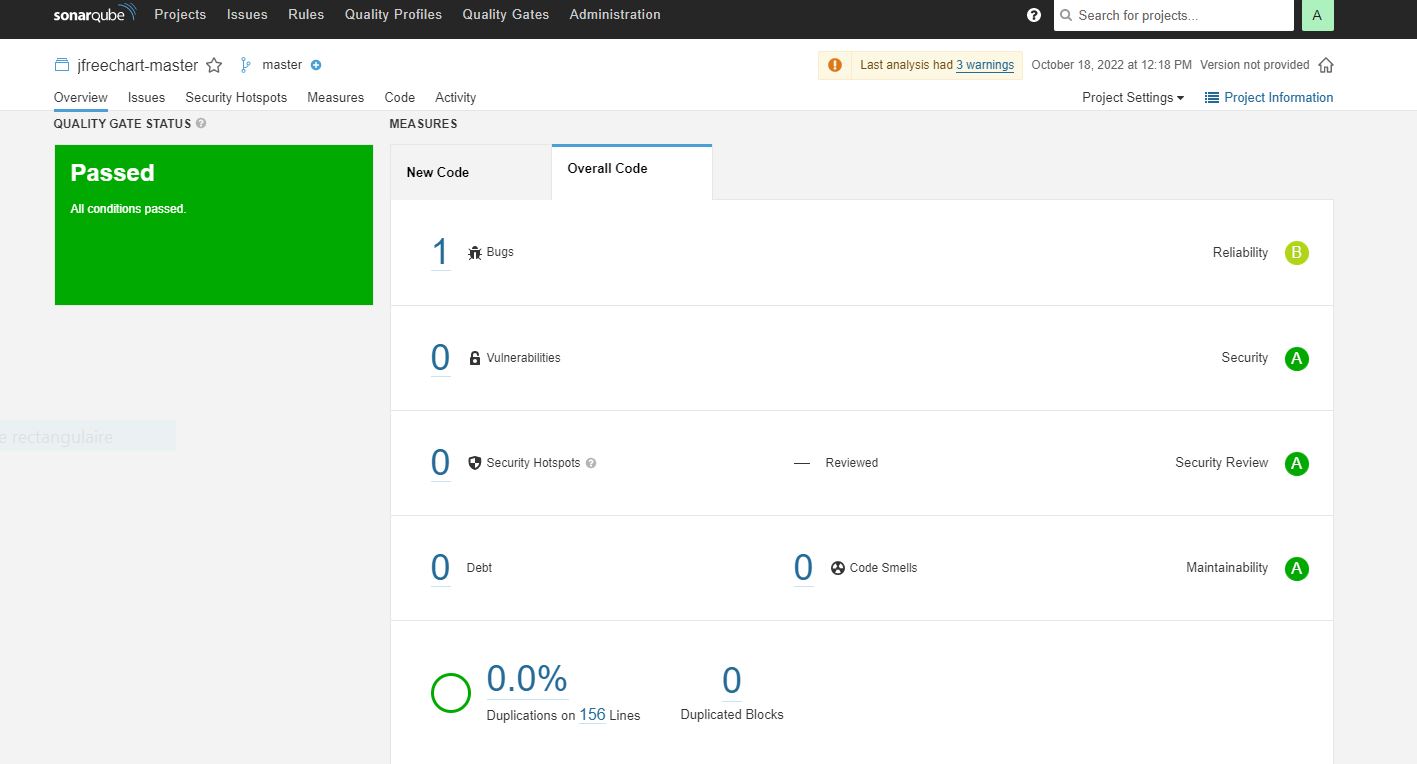 sonarqube Projects Issues Rules Quality Profiles Quality Gates Administration ? Search for projects... A
jfreechart-master master Last analysis had 3 warnings October 18, 2022 at 12:18 PM Version not provided
Overview Issues Security Hotspots Measures Code Activity Project Settings Project Information
QUALITY GATE STATUS ?
Passed
All conditions passed.
MEASURES
New Code
Overall Code
1 Bugs Reliability B
0 Vulnerabilities Security A
0 Security Hotspots ? — Reviewed Security Review A
e rectangulaire
0 Debt 0 Code Smells Maintainability A
0.0%
Duplications on 156 Lines
0
Duplicated Blocks